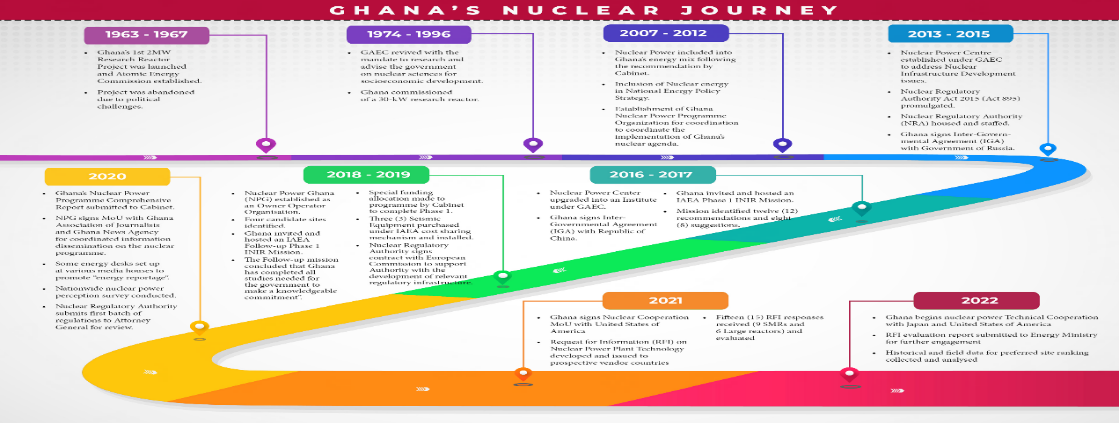 GHANA'S NUCLEAR JOURNEY
1963 - 1967
• Ghana's 1st 2MW
Research Reactor
Project was launched
and Atomic Energy
Commission established.
• Project was abandoned
due to political
challenges.
1974 - 1996
• GAEC revived with the
mandate to research and
advise the government
on nuclear sciences for
socioeconomic development.
• Ghana commissioned
of a 30-kW research reactor.
2007 - 2012
• Nuclear Power included into
Ghana's energy mix following
the recommendation by
Cabinet.
• Inclusion of Nuclear energy
in National Energy Policy
Strategy.
• Establishment of Ghana
Nuclear Power Programme
Organization for coordination
to coordinate the
implementation of Ghana's
nuclear agenda.
2013 - 2015
• Nuclear Power Centre
established under GAEC
to address Nuclear
Infrastructure Development
issues.
• Nuclear Regulatory
Authority Act 2015 (Act 895)
promulgated.
• Nuclear Regulatory Authority
(NRA) housed and staffed.
• Ghana signs Inter-Govern-
mental Agreement (IGA)
with Government of Russia.
2020
• Ghana's Nuclear Power
Programme Comprehensive
Report submitted to Cabinet.
• NPG signs MoU with Ghana
Association of Journalists
and Ghana News Agency
for coordinated information
dissemination on the nuclear
programme.
• Some energy desks set up
at various media houses to
promote "energy reportage".
• Nationwide nuclear power
perception survey conducted.
• Nuclear Regulatory Authority
submits first batch of
regulations to Attorney
General for review.
2018 - 2019
• Nuclear Power Ghana
(NPG) established as
an Owner Operator
Organisation.
• Four candidate sites
identified.
• Ghana invited and
hosted an IAEA
Follow-up Phase 1
INIR Mission.
• The Follow-up mission
concluded that Ghana
has completed all
studies needed for
the government to
make a knowledgeable
commitment".
• Special funding
allocation made to
programme by Cabinet
to complete Phase 1.
• Three (3) Seismic
Equipment purchased
under IAEA cost sharing
mechanism and installed.
• Nuclear Regulatory
Authority signs
contract with European
Commission to support
Authority with the
development of relevant
regulatory infrastructure.
2016 - 2017
• Nuclear Power Center
upgraded into an Institute
under GAEC.
• Ghana signs Inter-
Governmental Agreement
(IGA) with Republic of
China.
• Ghana invited and hosted an
IAEA Phase 1 INIR Mission.
• Mission identified twelve (12)
recommendations and eight
(8) suggestions.
2021
• Ghana signs Nuclear Cooperation
MoU with United States of
America
• Request for Information (RFI) on
Nuclear Power Plant Technology
developed and issued to
prospective vendor countries
• Fifteen (15) RFI responses
received (9 SMRs and
6 Large reactors) and
evaluated
2022
• Ghana begins nuclear power Technical Cooperation
with Japan and United States of America
• RFI evaluation report submitted to Energy Ministry
for further engagement
• Historical and field data for preferred site ranking
collected and analysed